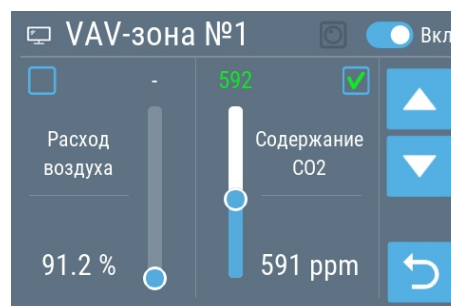 VAV-зона №1
Вкл
-
592
Расход
воздуха
Содержание
CO2
91.2 %
591 ppm